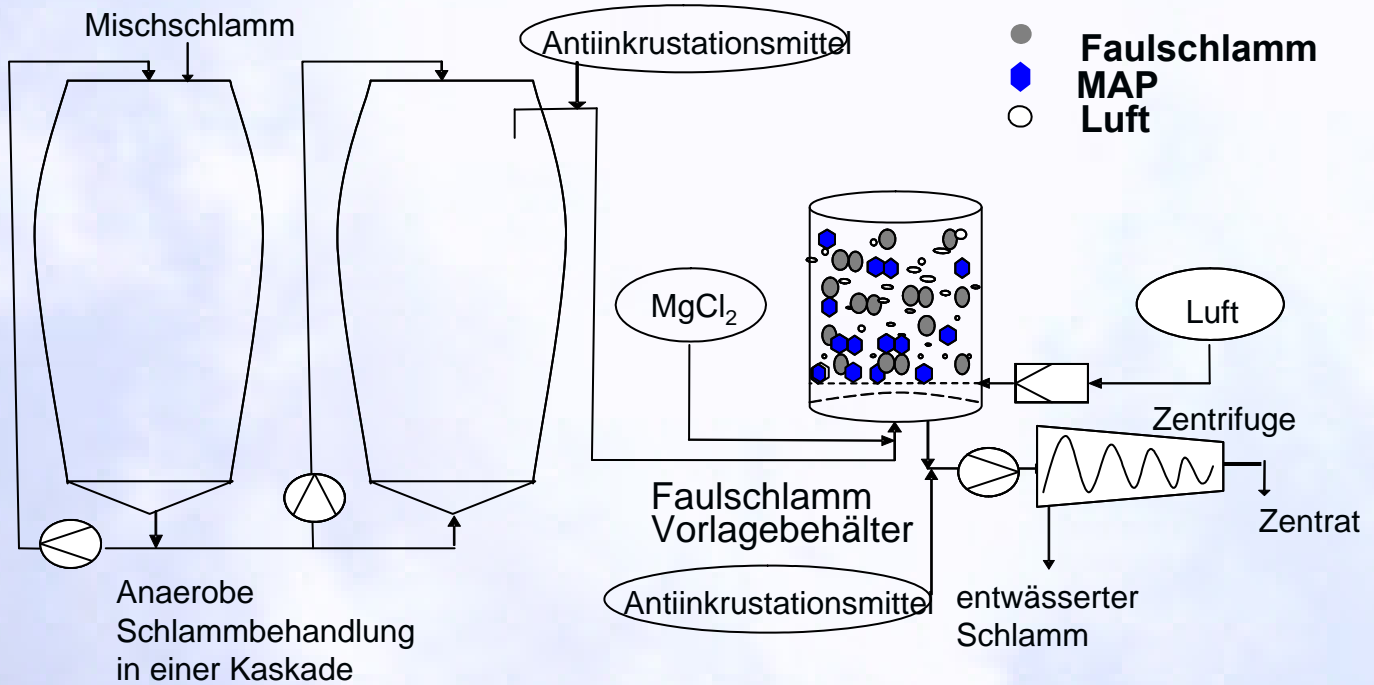 Mischschlamm
Antiinkrustationsmittel
Faulschlamm
MAP
Luft
MgCl₂
Luft
Zentrifuge
Faulschlamm
Vorlagebehälter
Zentrat
Anaerobe
Schlammbehandlung
in einer Kaskade
Antiinkrustationsmittel
entwässerter
Schlamm